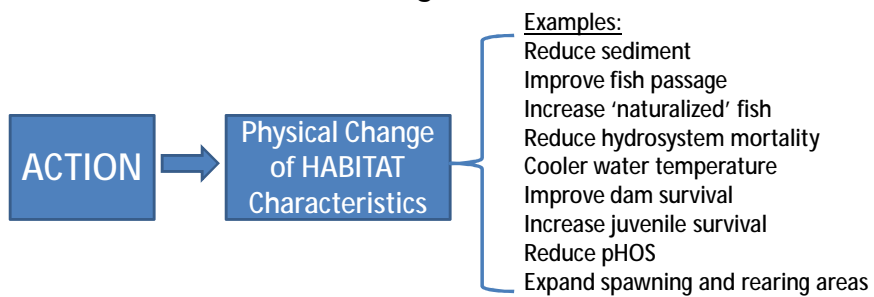 ACTION
Physical Change
of HABITAT
Characteristics
Examples:
Reduce sediment
Improve fish passage
Increase ‘naturalized’ fish
Reduce hydrosystem mortality
Cooler water temperature
Improve dam survival
Increase juvenile survival
Reduce pHOS
Expand spawning and rearing areas